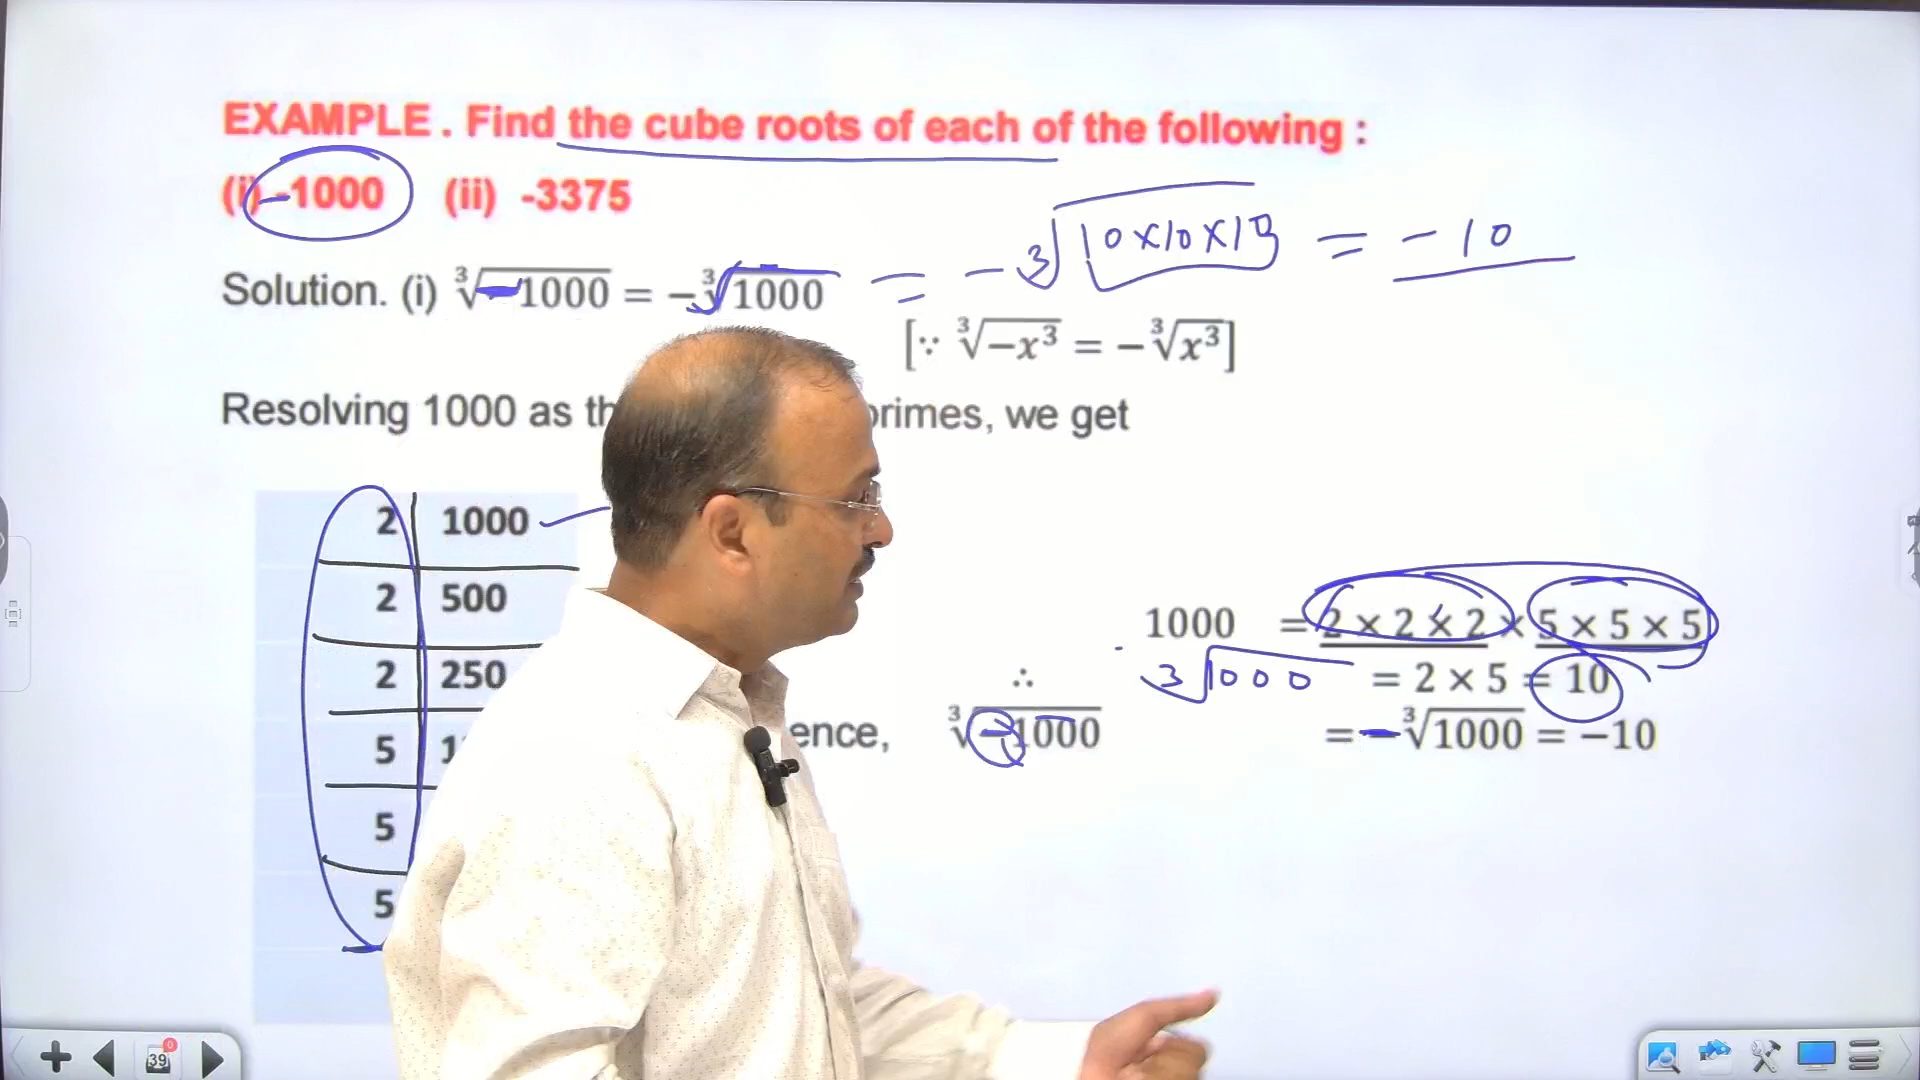 EXAMPLE . Find the cube roots of each of the following :
(i) -1000 (ii) -3375
Solution. (i) ∛−1000 = −∛1000 = −∛10×10×10 = −10
[∵ ∛−x³ = −∛x³]
Resolving 1000 as primes, we get
2 1000
2 500
2 250
5
5
5
1000 = 2 × 2 × 2 × 5 × 5 × 5
∴ ∛1000 = 2 × 5 = 10
∛−1000 = −∛1000 = −10
39
0